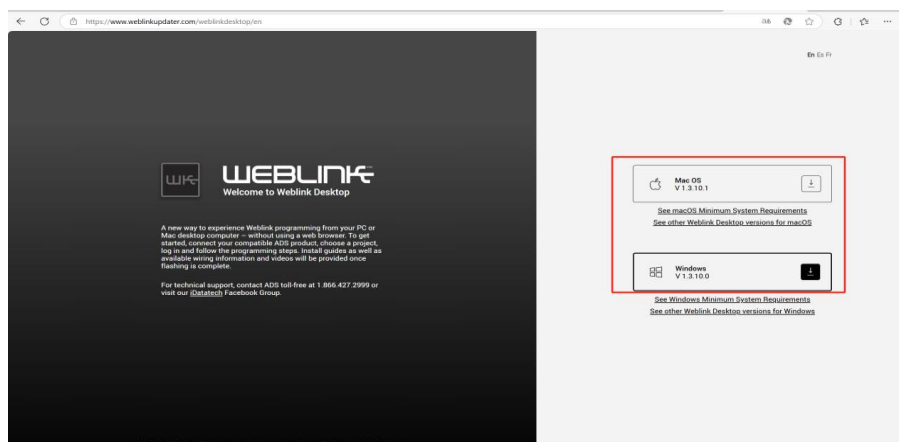 https://www.weblinkupdater.com/weblinkdesktop/en
En Es Fr
WEBLINK
Welcome to Weblink Desktop
A new way to experience Weblink programming from your PC or
Mac desktop computer – without using a web browser. To get
started, connect your compatible ADS product, choose a project,
log in and follow the programming steps. Install guides as well as
available wiring information and videos will be provided once
flashing is complete.
For technical support, contact ADS toll-free at 1.866.427.2999 or
visit our iDatatech Facebook Group.
Mac OS
V 1.3.10.1
See macOS Minimum System Requirements
See other Weblink Desktop versions for macOS
Windows
V 1.3.10.0
See Windows Minimum System Requirements
See other Weblink Desktop versions for Windows